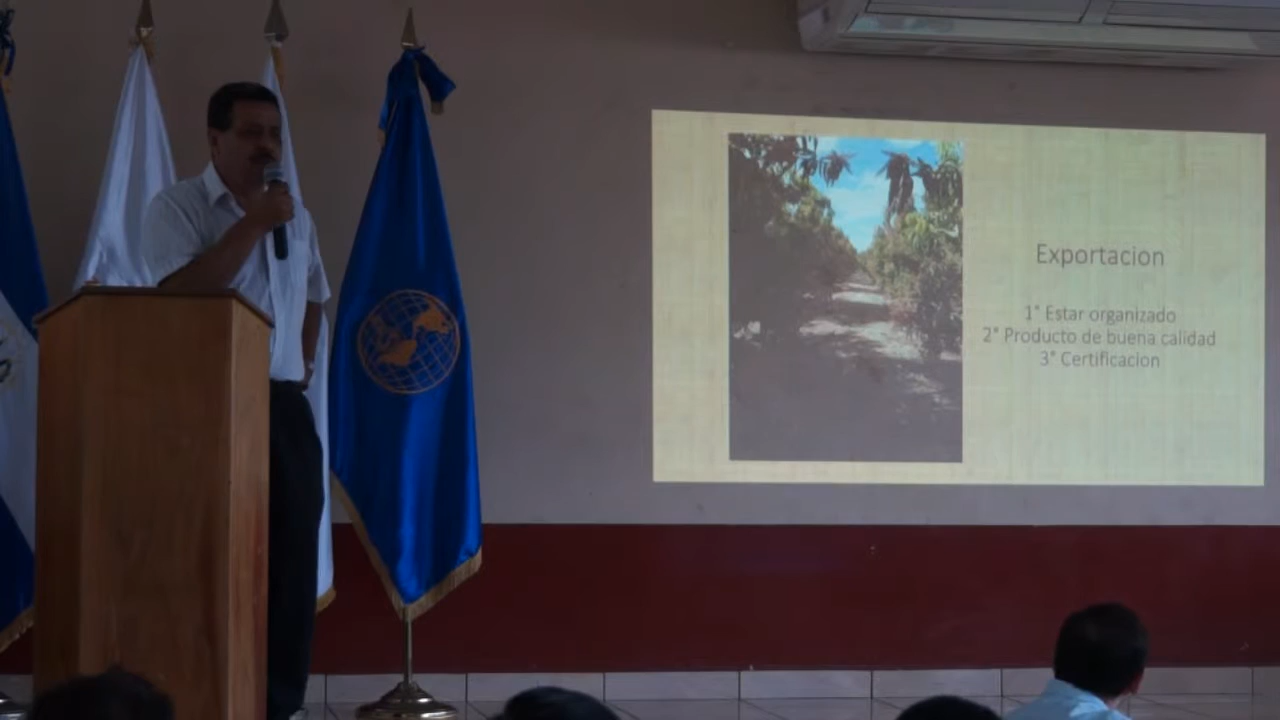 Exportacion
1° Estar organizado
2° Producto de buena calidad
3° Certificacion